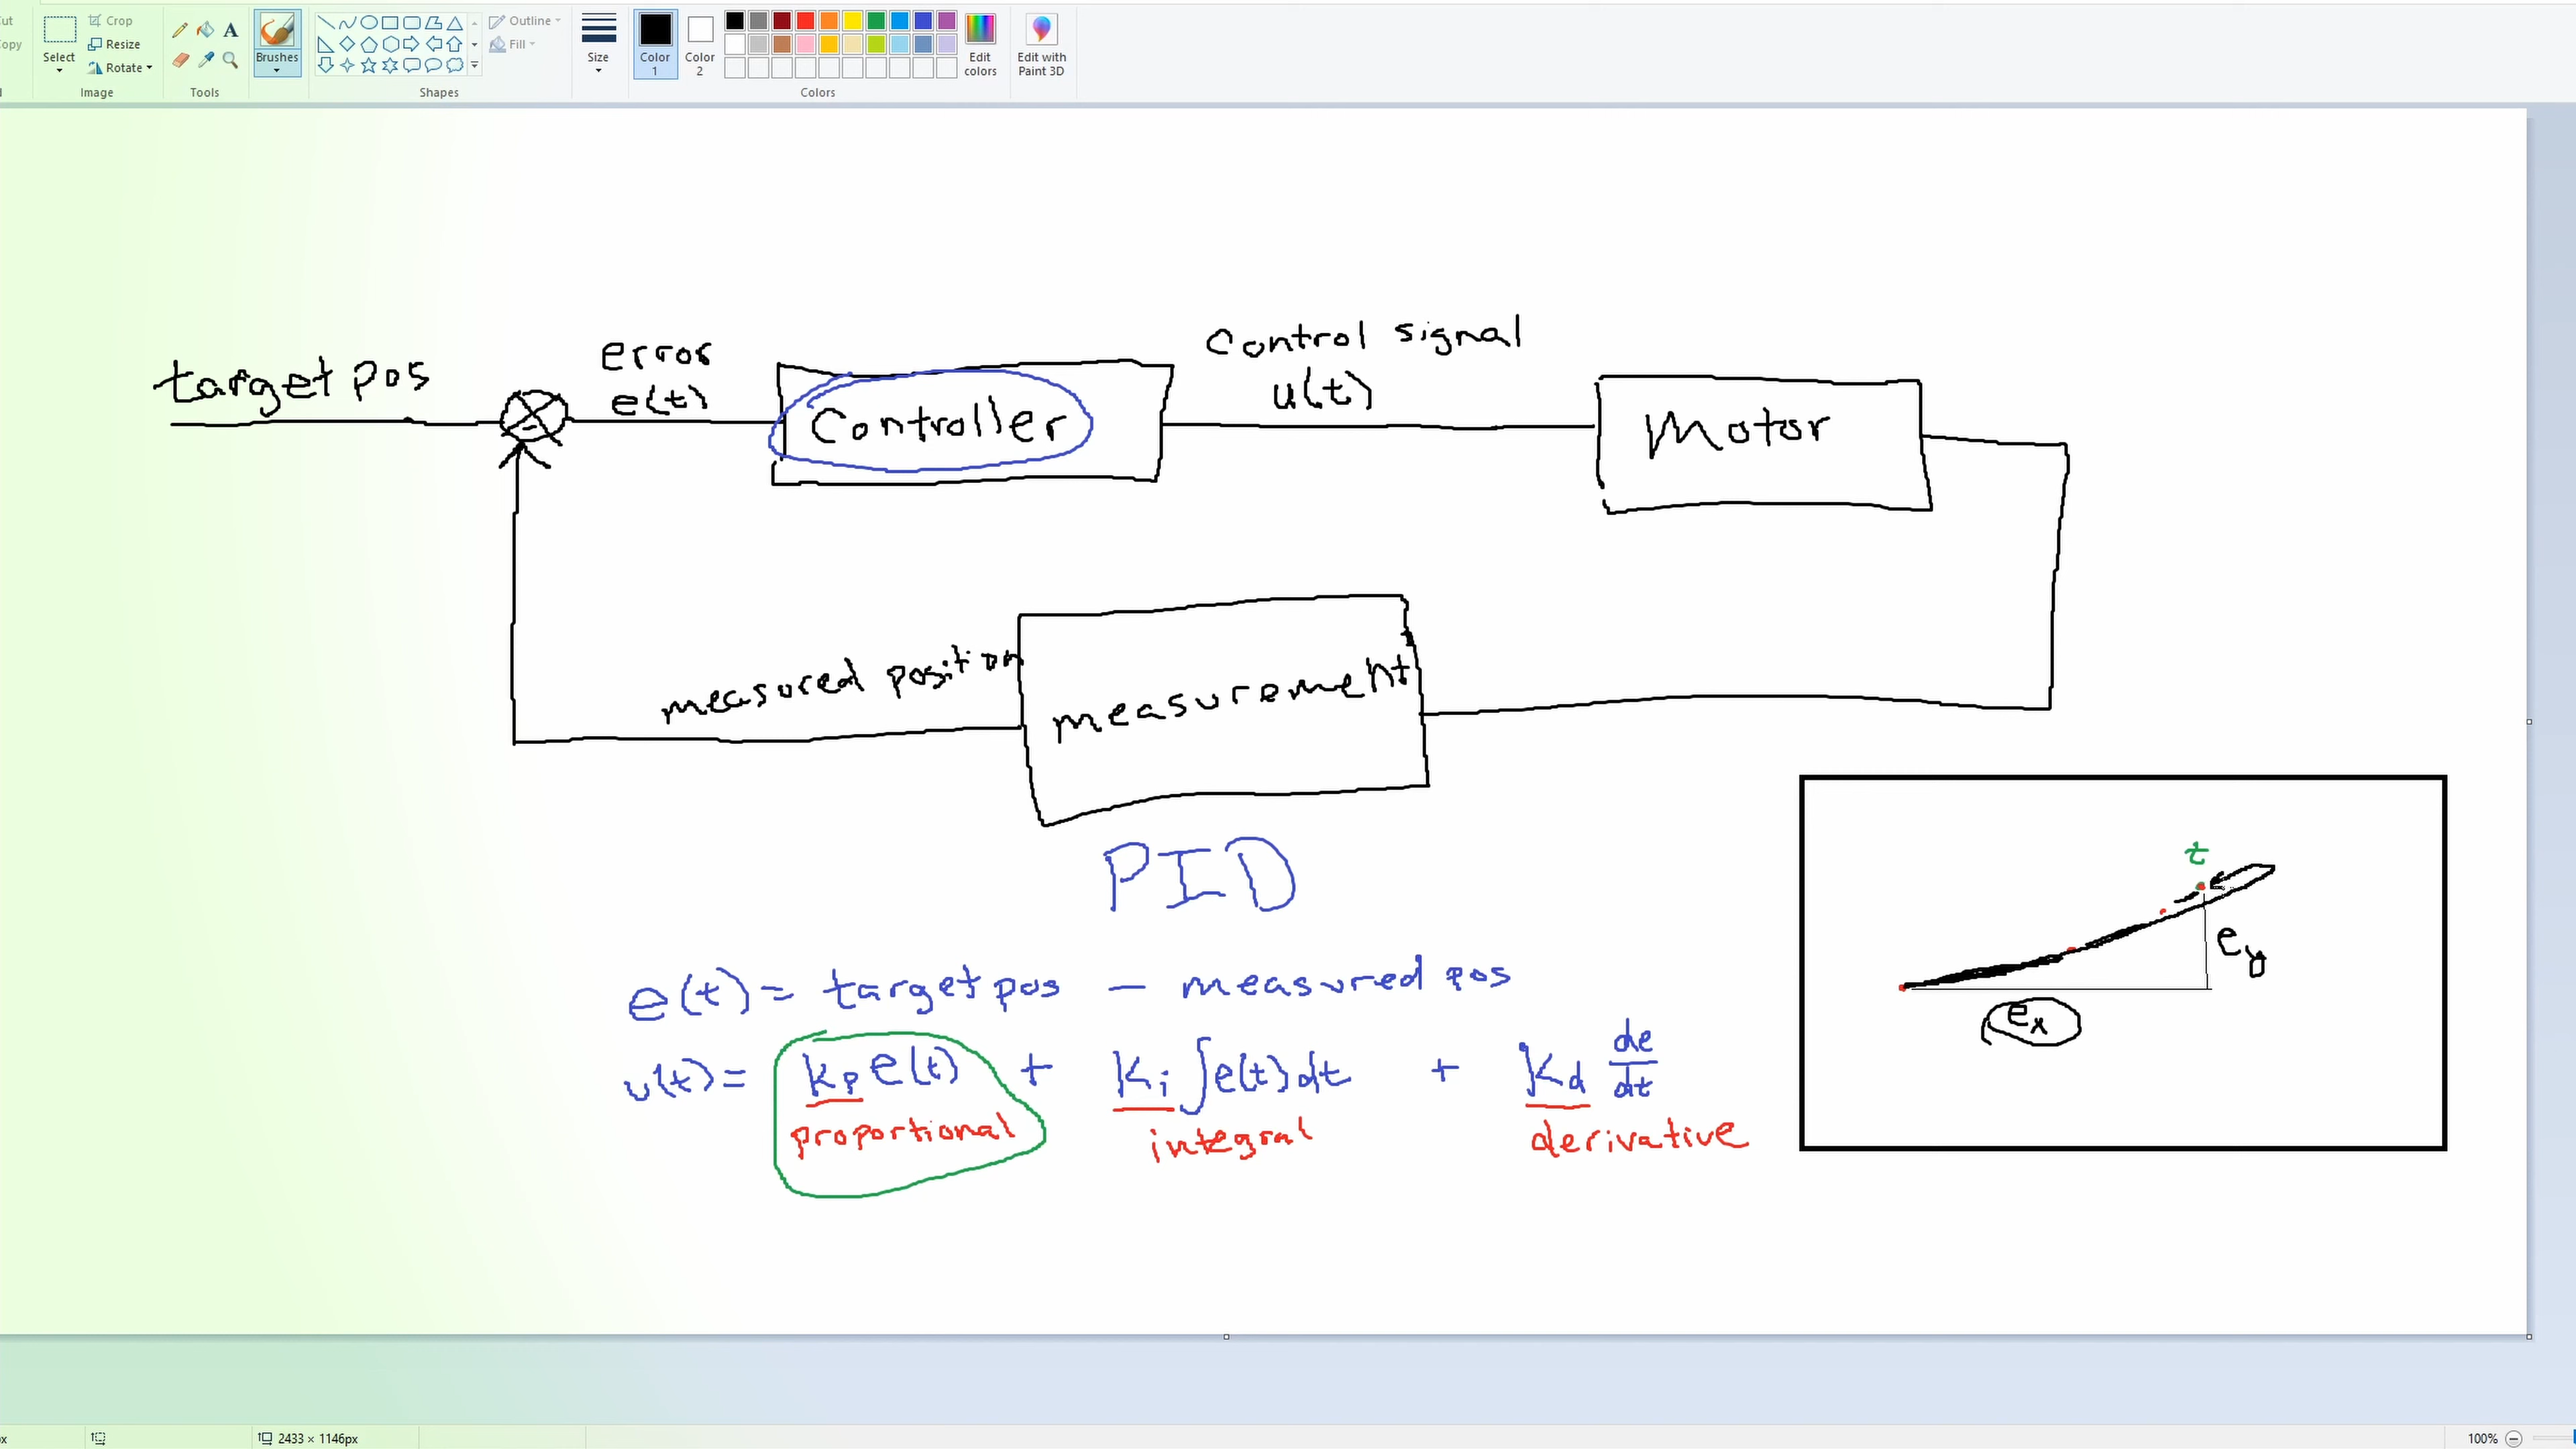 ut
Crop
Outline
opy
Select
Resize
A
Brushes
Fill
Size
Color
1
Color
2
Edit
colors
Edit with
Paint 3D
Rotate
Image
Tools
Shapes
Colors
target pos
error
e(t)
Controller
Control signal
u(t)
Motor
measured position
measurement
PID
e(t) = target pos - measured pos
u(t) = kp e(t) + Ki ∫e(t)dt + Kd de/dt
proportional
integral
derivative
t
ey
ex
x
2433 × 1146px
100%